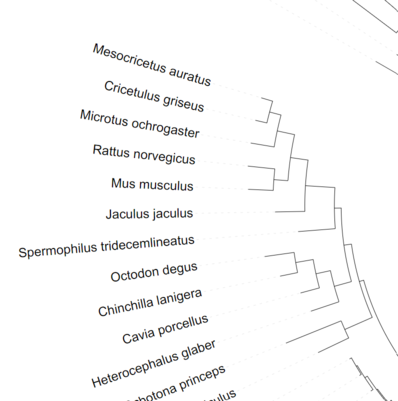 Mesocricetus auratus
Cricetulus griseus
Microtus ochrogaster
Rattus norvegicus
Mus musculus
Jaculus jaculus
Spermophilus tridecemlineatus
Octodon degus
Chinchilla lanigera
Cavia porcellus
Heterocephalus glaber
princeps